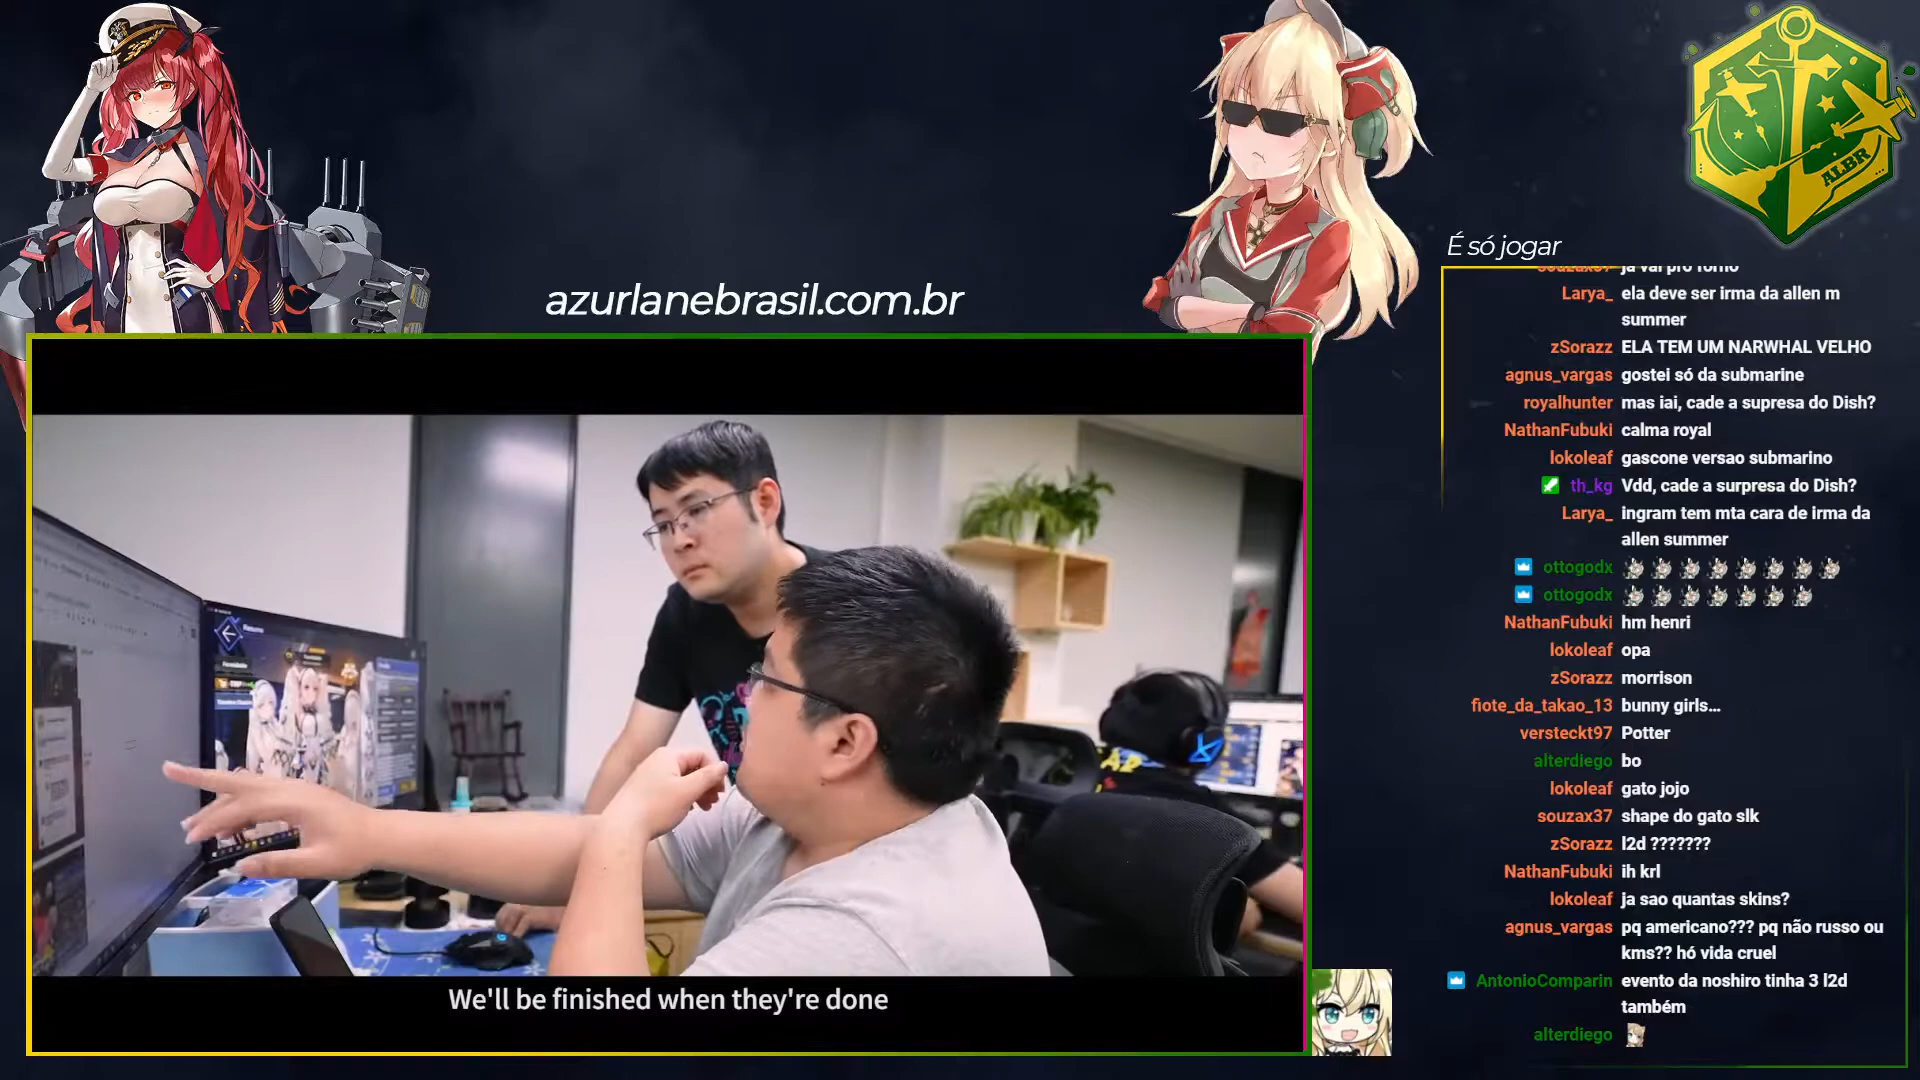 ALBR
É só jogar
azurlanebrasil.com.br
souzax37 ja vai pro forno
Larya_ ela deve ser irma da allen m
summer
zSorazz ELA TEM UM NARWHAL VELHO
agnus_vargas gostei só da submarine
royalhunter mas iai, cade a supresa do Dish?
NathanFubuki calma royal
lokoleaf gascone versao submarino
th_kg Vdd, cade a surpresa do Dish?
Larya_ ingram tem mta cara de irma da
allen summer
ottogodx
ottogodx
NathanFubuki hm henri
lokoleaf opa
zSorazz morrison
fiote_da_takao_13 bunny girls...
versteckt97 Potter
alterdiego bo
lokoleaf gato jojo
souzax37 shape do gato slk
zSorazz l2d ???????
NathanFubuki ih krl
lokoleaf ja sao quantas skins?
agnus_vargas pq americano??? pq não russo ou
kms?? hó vida cruel
AntonioComparin evento da noshiro tinha 3 l2d
também
alterdiego
We'll be finished when they're done